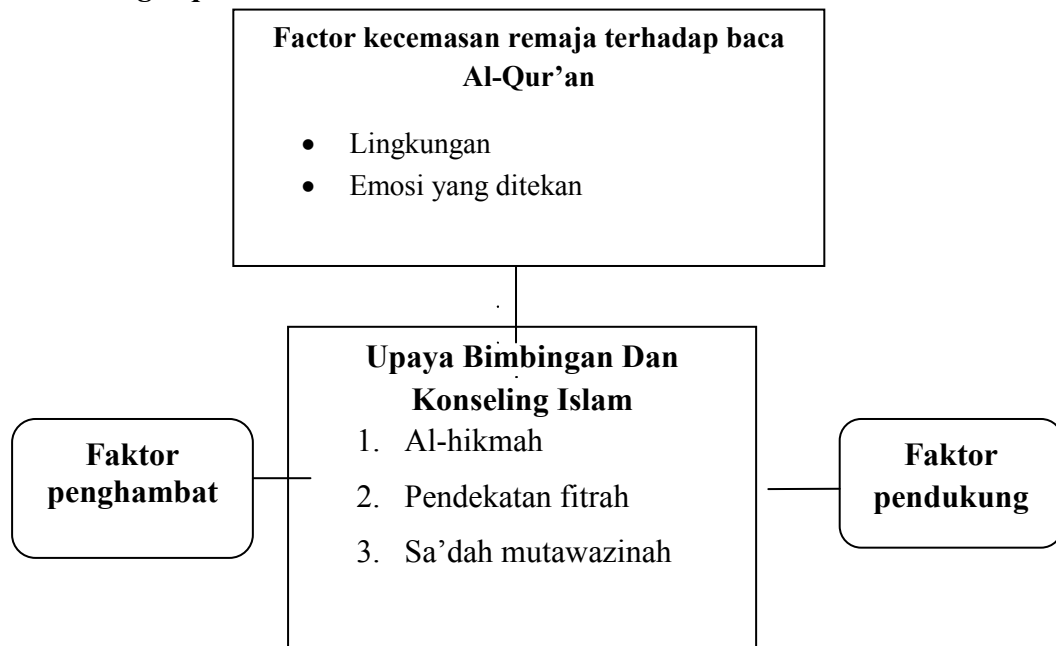 Factor kecemasan remaja terhadap baca
Al-Qur’an
• Lingkungan
• Emosi yang ditekan
Upaya Bimbingan Dan
Konseling Islam
1. Al-hikmah
2. Pendekatan fitrah
3. Sa’dah mutawazinah
Faktor
penghambat
Faktor
pendukung